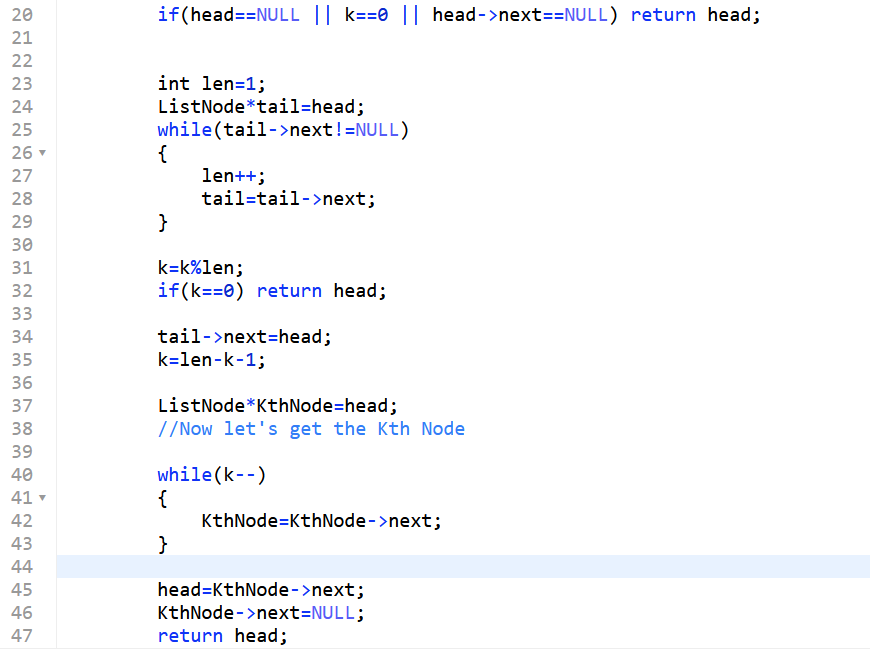 20 if(head==NULL || k==0 || head->next==NULL) return head;
21
22
23 int len=1;
24 ListNode*tail=head;
25 while(tail->next!=NULL)
26 {
27 len++;
28 tail=tail->next;
29 }
30
31 k=k%len;
32 if(k==0) return head;
33
34 tail->next=head;
35 k=len-k-1;
36
37 ListNode*KthNode=head;
38 //Now let's get the Kth Node
39
40 while(k--)
41 {
42 KthNode=KthNode->next;
43 }
44
45 head=KthNode->next;
46 KthNode->next=NULL;
47 return head;